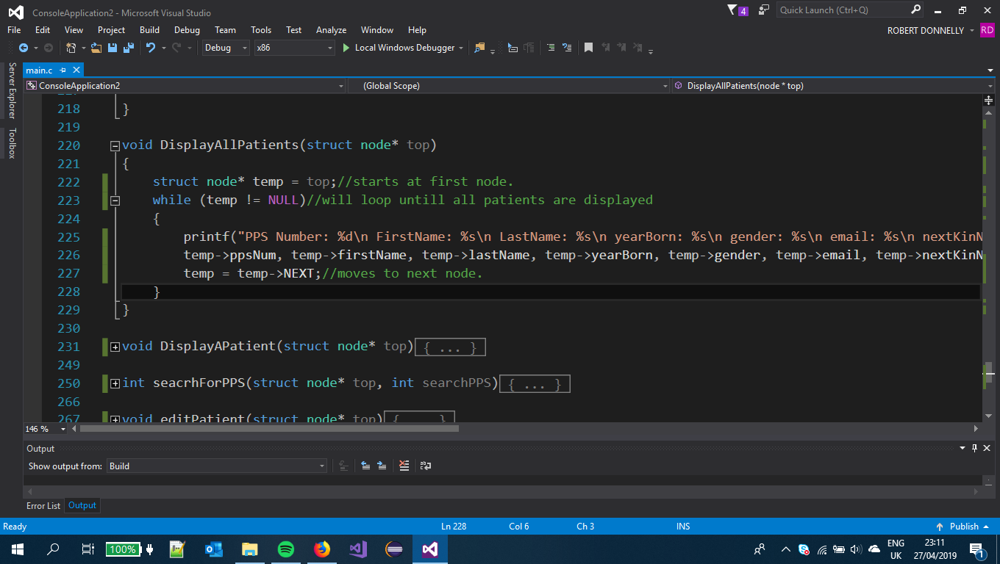 ConsoleApplication2 - Microsoft Visual Studio
4
Quick Launch (Ctrl+Q)
File Edit View Project Build Debug Team Tools Test Analyze Window Help
ROBERT DONNELLY RD
Debug x86 Local Windows Debugger
Server Explorer
Toolbox
main.c
ConsoleApplication2 (Global Scope) DisplayAllPatients(node * top)
218 }
219
220 void DisplayAllPatients(struct node* top)
221 {
222 struct node* temp = top;//starts at first node.
223 while (temp != NULL)//will loop untill all patients are displayed
224 {
225 printf("PPS Number: %d\n FirstName: %s\n LastName: %s\n yearBorn: %s\n gender: %s\n email: %s\n nextKinN
226 temp->ppsNum, temp->firstName, temp->lastName, temp->yearBorn, temp->gender, temp->email, temp->nextKinN
227 temp = temp->NEXT;//moves to next node.
228 }
229 }
230
231 void DisplayAPatient(struct node* top){ ... }
249
250 int seacrhForPPS(struct node* top, int searchPPS){ ... }
266
267 void editPatient(struct node* top){ ... }
146 %
Output
Show output from: Build
Error List Output
Ready Ln 228 Col 6 Ch 3 INS Publish
100% ENG 23:11
UK 27/04/2019 1